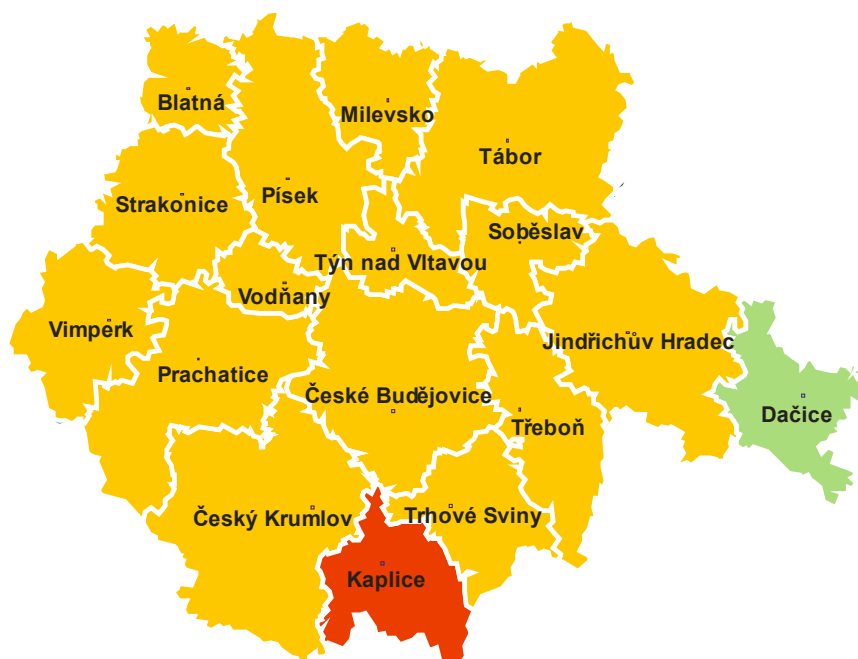 Blatná
Milevsko
Tábor
Písek
Strakonice
Soběslav
Týn nad Vltavou
Vodňany
Vimperk
Jindřichův Hradec
Prachatice
České Budějovice
Dačice
Třeboň
Český Krumlov
Trhové Sviny
Kaplice